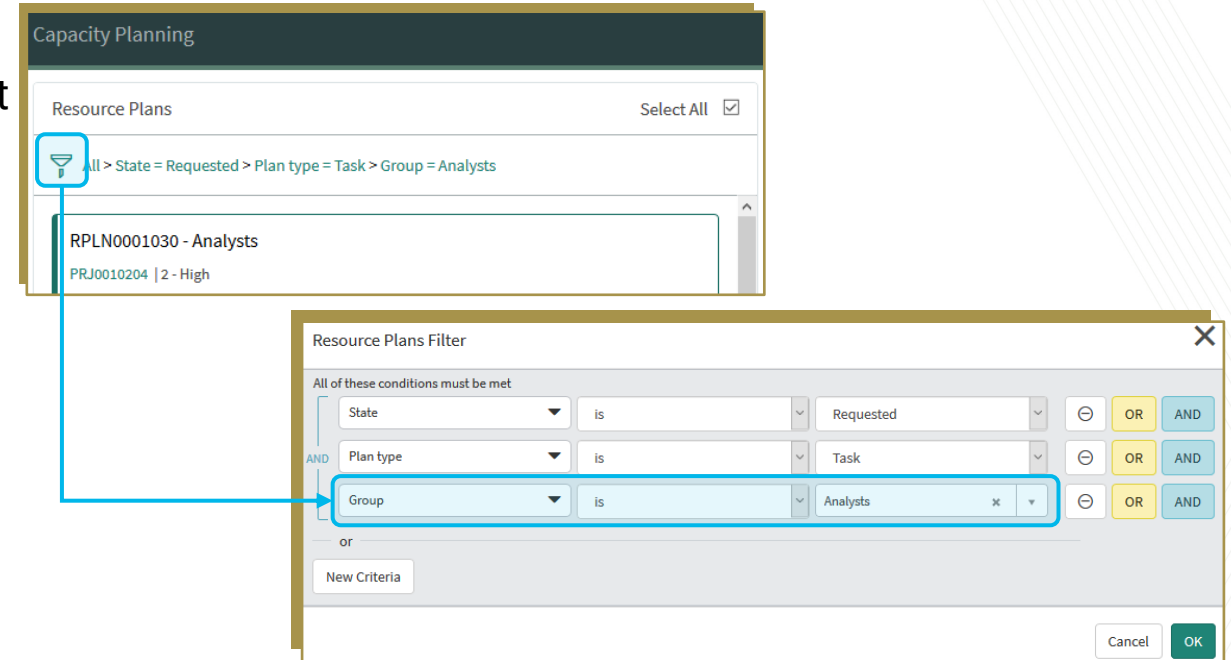 Capacity Planning
t
Resource Plans Select All
All > State = Requested > Plan type = Task > Group = Analysts
RPLN0001030 - Analysts
PRJ0010204 | 2 - High
Resource Plans Filter
All of these conditions must be met
State is Requested OR AND
AND Plan type is Task OR AND
Group is Analysts OR AND
or
New Criteria
Cancel OK